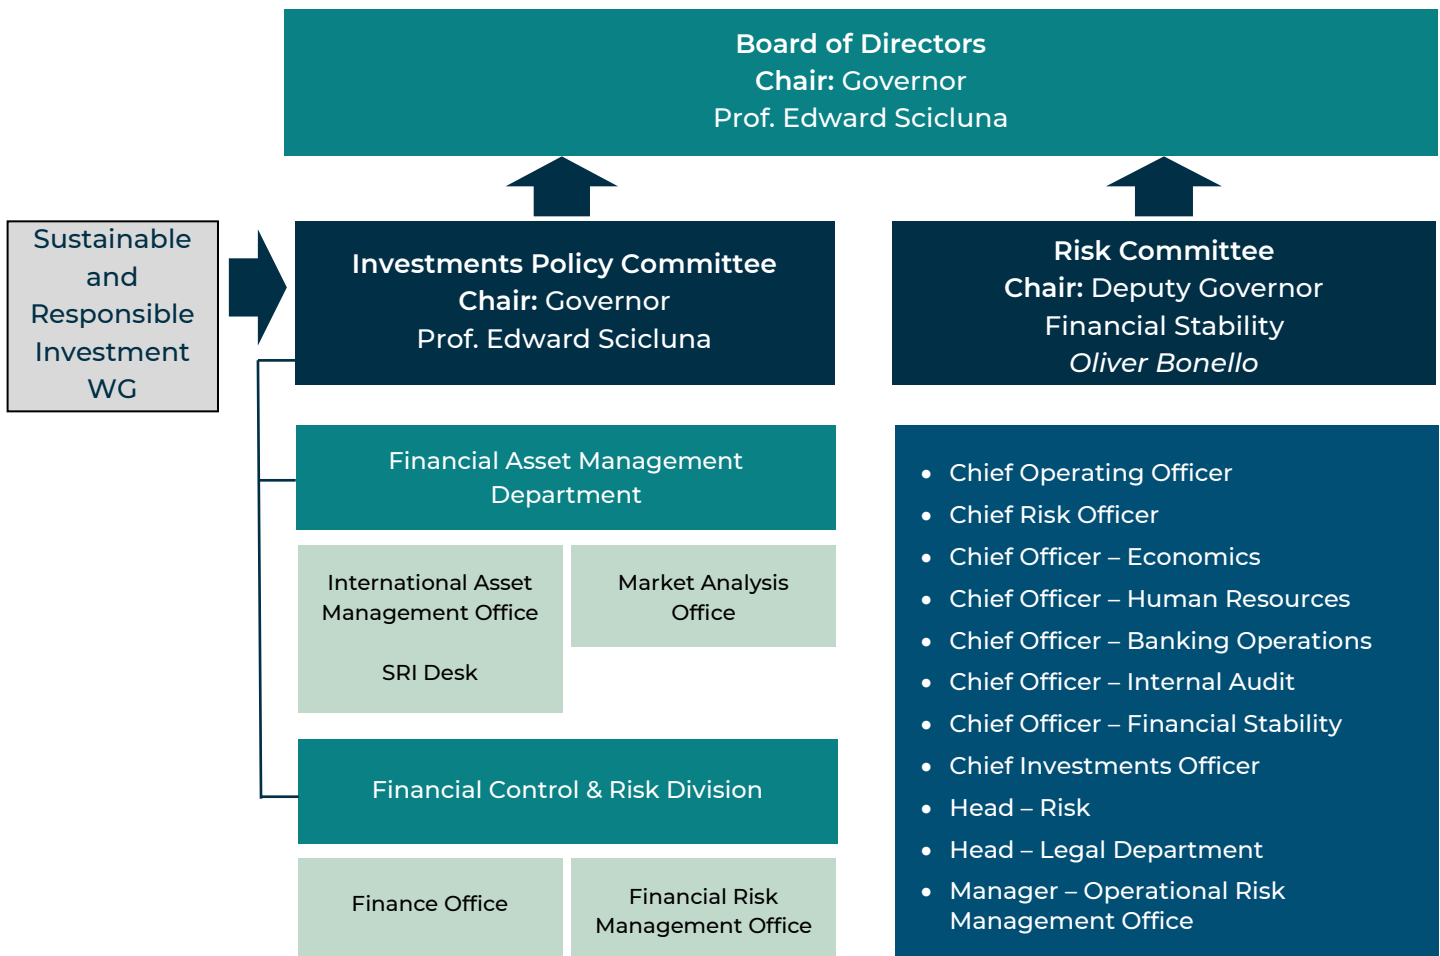 Board of Directors
Chair: Governor
Prof. Edward Scicluna
Sustainable
and
Responsible
Investment
WG
Investments Policy Committee
Chair: Governor
Prof. Edward Scicluna
Risk Committee
Chair: Deputy Governor
Financial Stability
Oliver Bonello
Financial Asset Management
Department
International Asset
Management Office
SRI Desk
Market Analysis
Office
Financial Control & Risk Division
Finance Office
Financial Risk
Management Office
• Chief Operating Officer
• Chief Risk Officer
• Chief Officer – Economics
• Chief Officer – Human Resources
• Chief Officer – Banking Operations
• Chief Officer – Internal Audit
• Chief Officer – Financial Stability
• Chief Investments Officer
• Head – Risk
• Head – Legal Department
• Manager – Operational Risk
Management Office